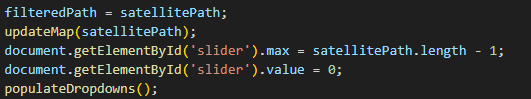 filteredPath = satellitePath;
updateMap(satellitePath);
document.getElementById('slider').max = satellitePath.length - 1;
document.getElementById('slider').value = 0;
populateDropdowns();